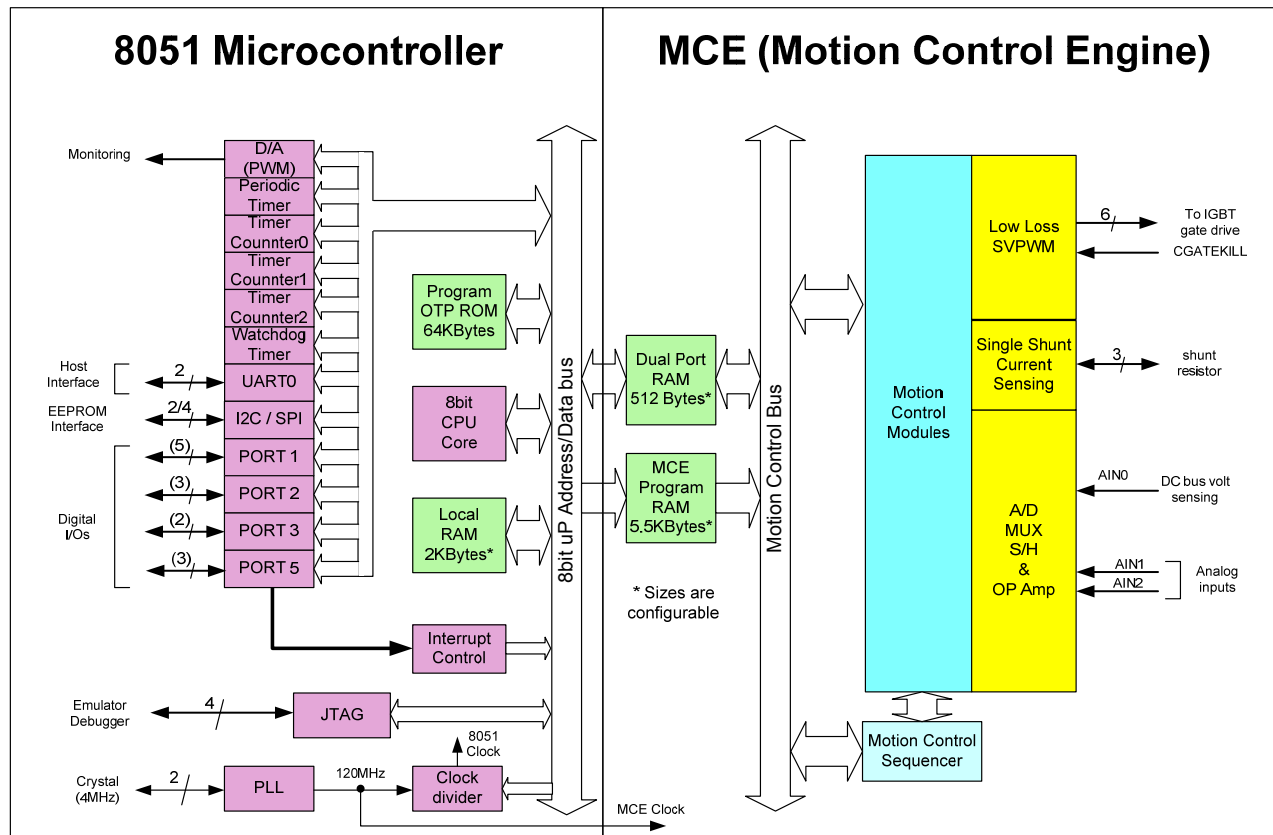 8051 Microcontroller
MCE (Motion Control Engine)
Monitoring
D/A
(PWM)
Periodic
Timer
Timer
Counnter0
Timer
Counnter1
Timer
Counnter2
Watchdog
Timer
Host
Interface
2
UART0
EEPROM
Interface
2/4
I2C / SPI
Digital
I/Os
(5)
PORT 1
(3)
PORT 2
(2)
PORT 3
(3)
PORT 5
Program
OTP ROM
64KBytes
8bit
CPU
Core
Local
RAM
2KBytes*
Interrupt
Control
Emulator
Debugger
4
JTAG
8051
Clock
Crystal
(4MHz)
2
PLL
120MHz
Clock
divider
MCE Clock
8bit uP Address/Data bus
Dual Port
RAM
512 Bytes*
MCE
Program
RAM
5.5KBytes*
* Sizes are
configurable
Motion Control Bus
Motion
Control
Modules
Low Loss
SVPWM
6
To IGBT
gate drive
CGATEKILL
Single Shunt
Current
Sensing
3
shunt
resistor
A/D
MUX
S/H
&
OP Amp
AIN0
DC bus volt
sensing
AIN1
AIN2
Analog
inputs
Motion Control
Sequencer